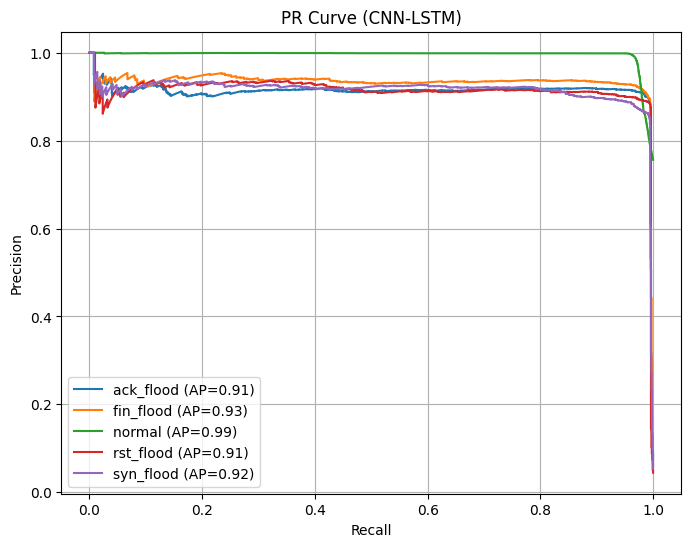 PR Curve (CNN-LSTM)
1.0
0.8
0.6
0.4
0.2
0.0
Precision
ack_flood (AP=0.91)
fin_flood (AP=0.93)
normal (AP=0.99)
rst_flood (AP=0.91)
syn_flood (AP=0.92)
0.0 0.2 0.4 0.6 0.8 1.0
Recall